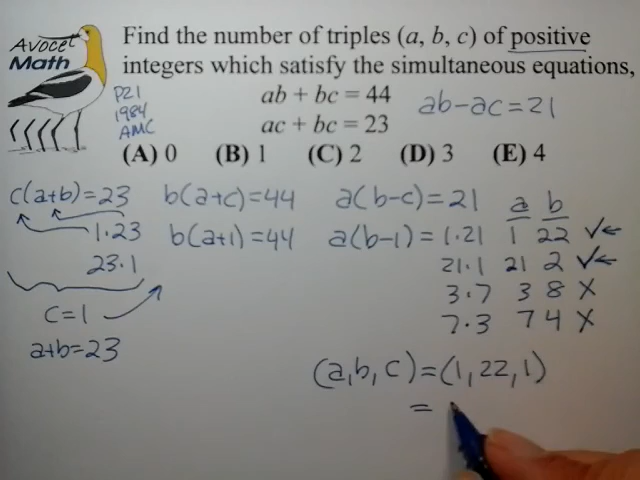 Avocet
Math
Find the number of triples (a, b, c) of positive
integers which satisfy the simultaneous equations,
ab + bc = 44
ac + bc = 23
(A) 0 (B) 1 (C) 2 (D) 3 (E) 4
P21
1984
AMC
ab-ac=21
c(a+b)=23
1·23
23·1
c=1
a+b=23
b(a+c)=44
b(a+1)=44
a(b-c)=21
a b
a(b-1)=1·21 1 22 ✓←
21·1 21 2 ✓←
3·7 3 8 X
7·3 7 4 X
(a,b,c)=(1,22,1)
=